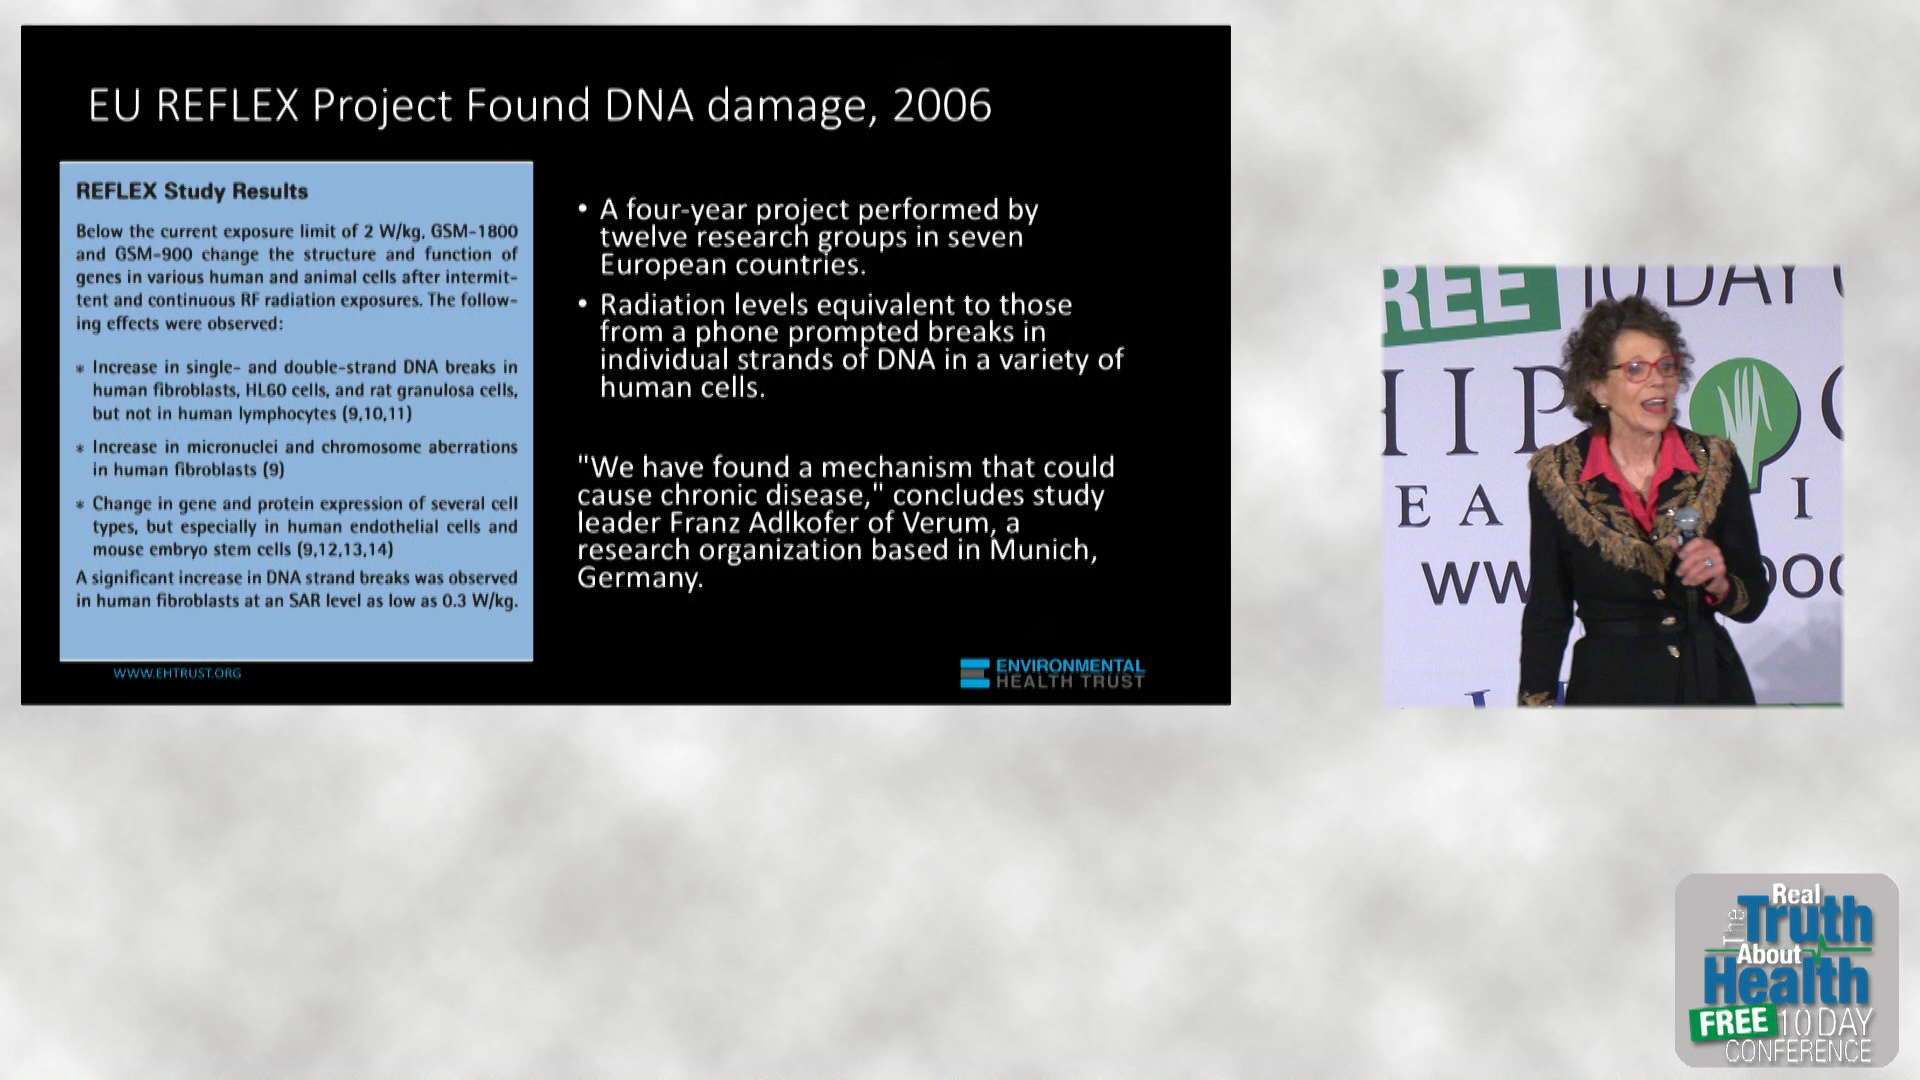 EU REFLEX Project Found DNA damage, 2006
REFLEX Study Results
Below the current exposure limit of 2 W/kg, GSM-1800
and GSM-900 change the structure and function of
genes in various human and animal cells after intermit-
tent and continuous RF radiation exposures. The follow-
ing effects were observed:
* Increase in single- and double-strand DNA breaks in
human fibroblasts, HL60 cells, and rat granulosa cells,
but not in human lymphocytes (9,10,11)
* Increase in micronuclei and chromosome aberrations
in human fibroblasts (9)
* Change in gene and protein expression of several cell
types, but especially in human endothelial cells and
mouse embryo stem cells (9,12,13,14)
A significant increase in DNA strand breaks was observed
in human fibroblasts at an SAR level as low as 0.3 W/kg.
• A four-year project performed by
twelve research groups in seven
European countries.
• Radiation levels equivalent to those
from a phone prompted breaks in
individual strands of DNA in a variety of
human cells.
"We have found a mechanism that could
cause chronic disease," concludes study
leader Franz Adlkofer of Verum, a
research organization based in Munich,
Germany.
WWW.EHTRUST.ORG
ENVIRONMENTAL
HEALTH TRUST
REE 10 DAY
HIP
EA
WW
The Real
Truth
About
Health
FREE 10 DAY
CONFERENCE